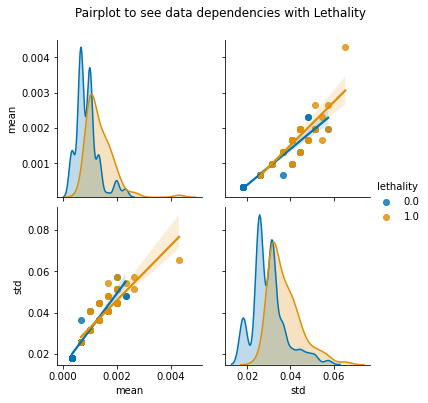 Pairplot to see data dependencies with Lethality
0.004
0.003
0.002
0.001
mean
lethality
0.0
1.0
0.08
0.06
0.04
0.02
std
0.000 0.002 0.004
mean
0.02 0.04 0.06
std